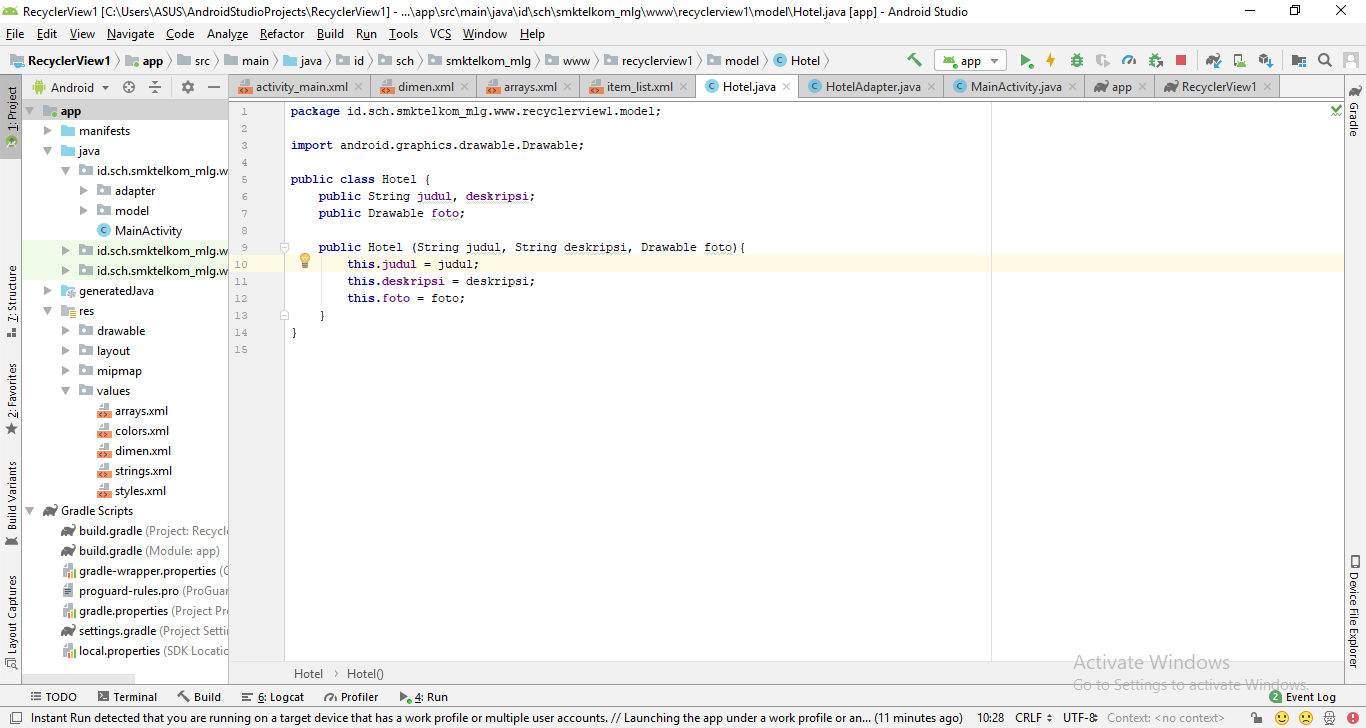 RecyclerView1 [C:\Users\ASUS\AndroidStudioProjects\RecyclerView1] - ...\app\src\main\java\id\sch\smktelkom_mlg\www\recyclerview1\model\Hotel.java [app] - Android Studio
File Edit View Navigate Code Analyze Refactor Build Run Tools VCS Window Help
RecyclerView1 app src main java id sch smktelkom_mlg www recyclerview1 model Hotel app
Android activity_main.xml dimen.xml arrays.xml item_list.xml Hotel.java HotelAdapter.java MainActivity.java app RecyclerView1
1: Project
7: Structure
2: Favorites
Build Variants
Layout Captures
app
manifests
java
id.sch.smktelkom_mlg.w
adapter
model
MainActivity
id.sch.smktelkom_mlg.w
id.sch.smktelkom_mlg.w
generatedJava
res
drawable
layout
mipmap
values
arrays.xml
colors.xml
dimen.xml
strings.xml
styles.xml
Gradle Scripts
build.gradle (Project: Recycl
build.gradle (Module: app)
gradle-wrapper.properties (G
proguard-rules.pro (ProGuar
gradle.properties (Project Pr
settings.gradle (Project Setti
local.properties (SDK Locatic
1 package id.sch.smktelkom_mlg.www.recyclerview1.model;
2
3 import android.graphics.drawable.Drawable;
4
5 public class Hotel {
6 public String judul, deskripsi;
7 public Drawable foto;
8
9 public Hotel (String judul, String deskripsi, Drawable foto){
10 this.judul = judul;
11 this.deskripsi = deskripsi;
12 this.foto = foto;
13 }
14 }
15
Gradle
Device File Explorer
Hotel › Hotel()
Activate Windows
Go to Settings to activate Windows.
TODO Terminal Build 6: Logcat Profiler 4: Run 2 Event Log
Instant Run detected that you are running on a target device that has a work profile or multiple user accounts. // Launching the app under a work profile or an... (11 minutes ago) 10:28 CRLF UTF-8 Context: <no context>